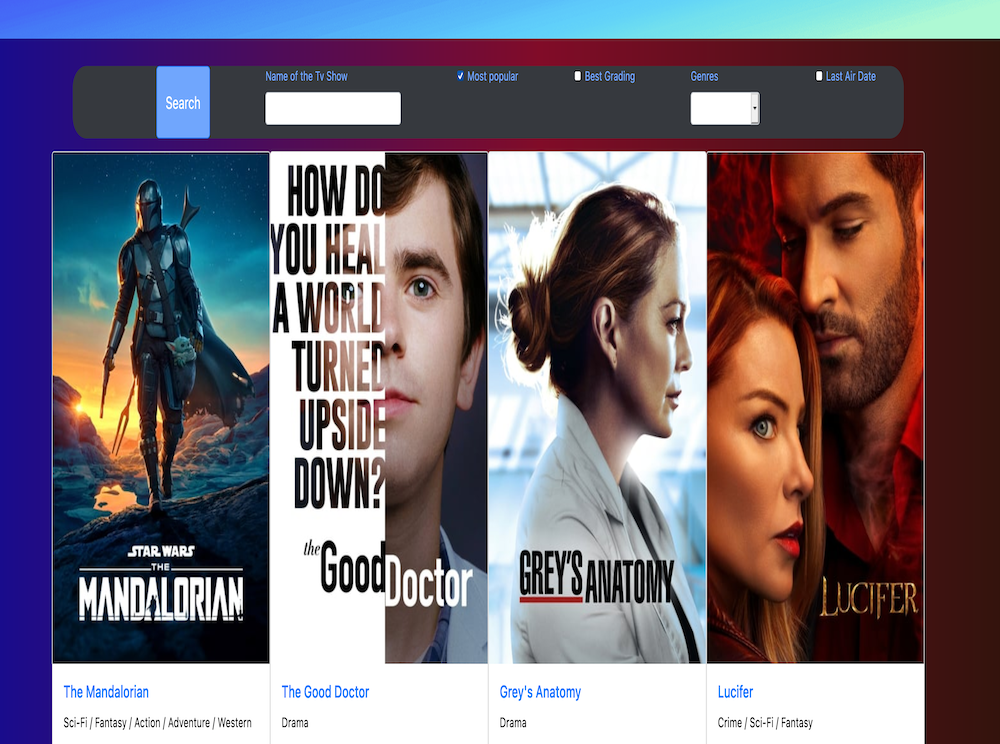 Search
Name of the Tv Show
Most popular
Best Grading
Genres
Last Air Date
STAR WARS
THE
MANDALORIAN
HOW DO
YOU HEAL
A WORLD
TURNED
UPSIDE
DOWN?
the Good Doctor
GREY'S ANATOMY
LUCIFER
The Mandalorian
Sci-Fi / Fantasy / Action / Adventure / Western
The Good Doctor
Drama
Grey's Anatomy
Drama
Lucifer
Crime / Sci-Fi / Fantasy